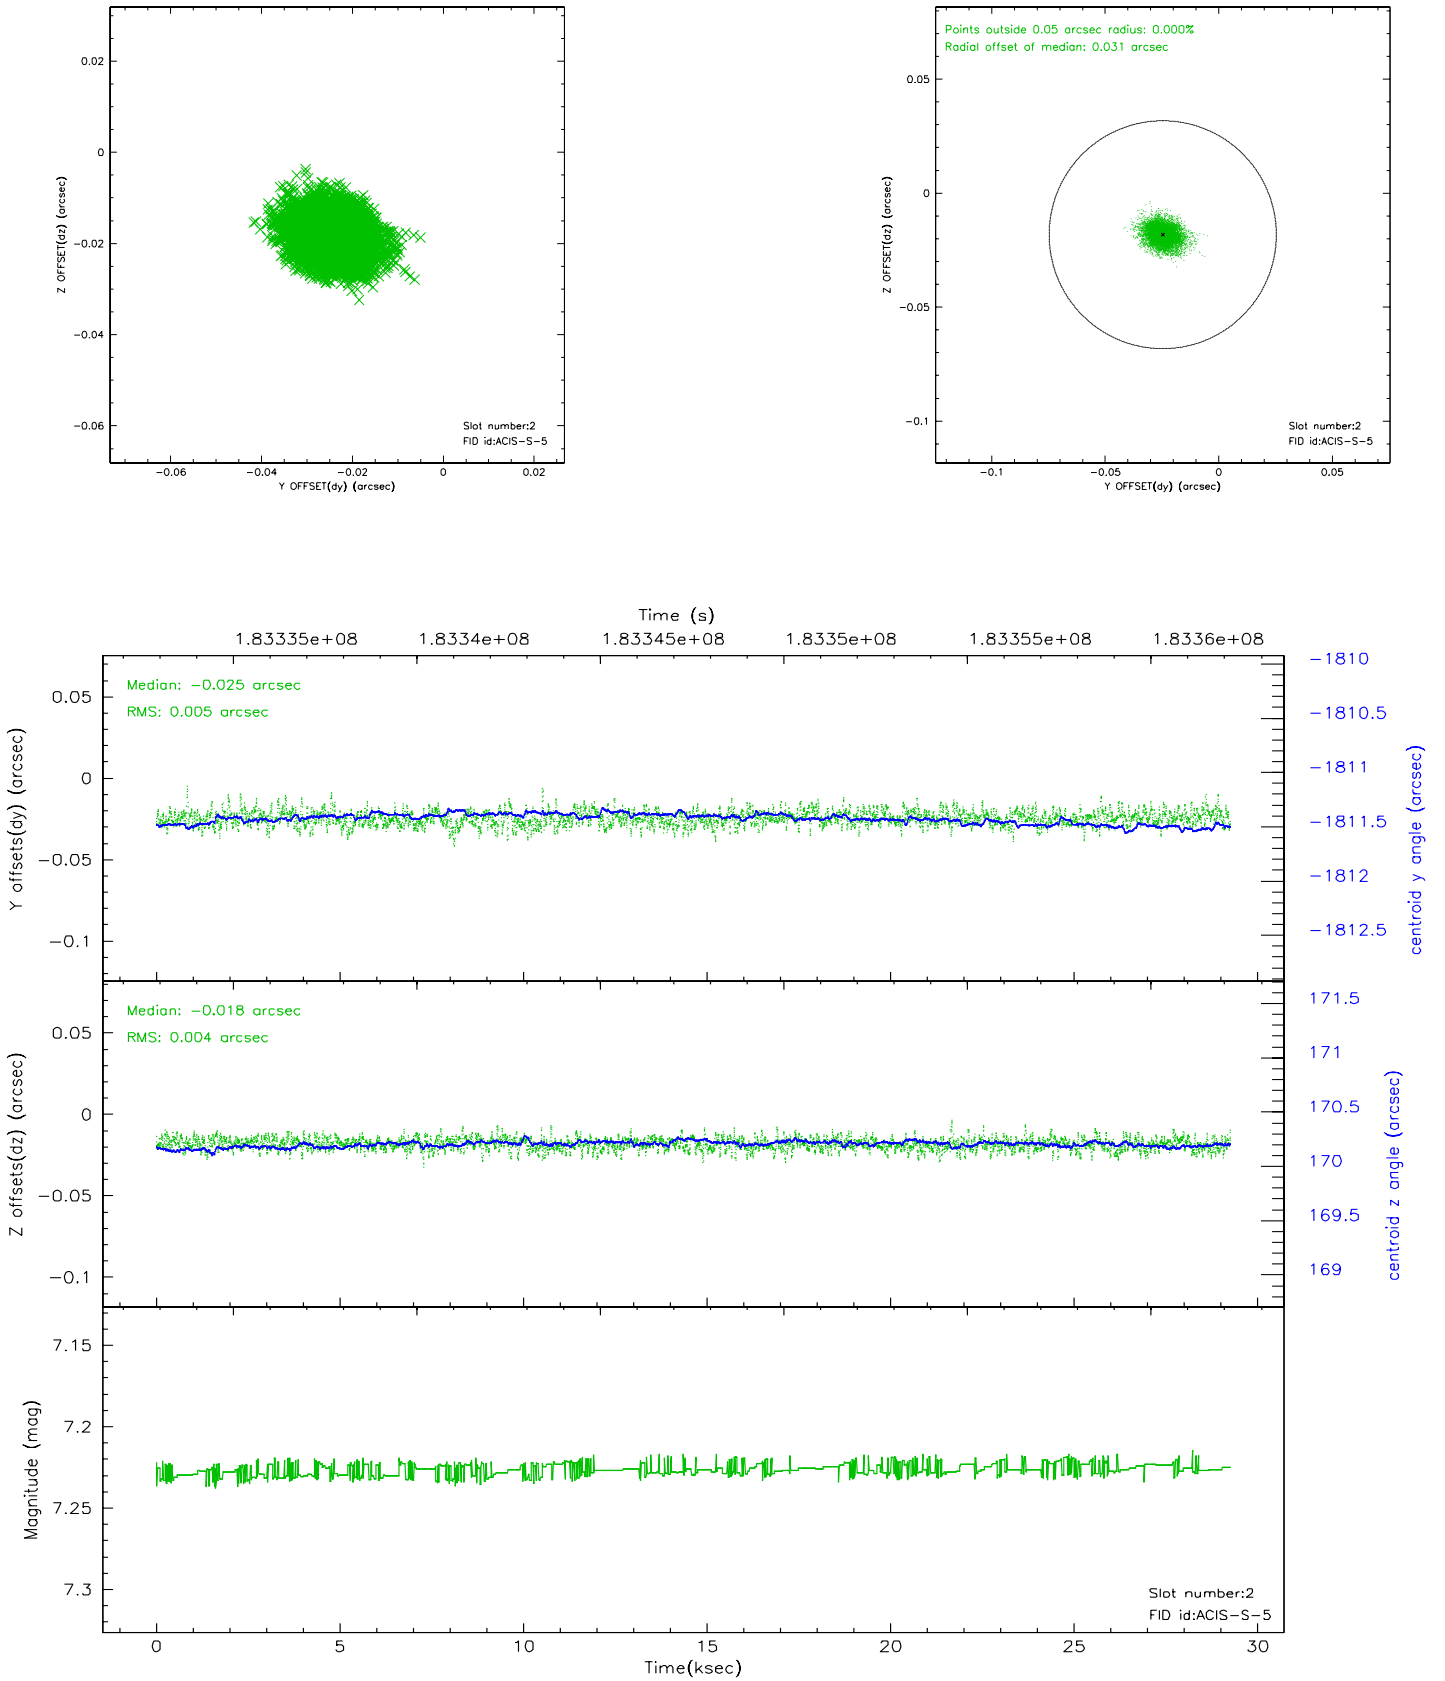 0.02
0
−0.02
−0.04
−0.06
Z OFFSET(dz) (arcsec)
Slot number:2
FID id:ACIS−S−5
−0.06
−0.04
−0.02
0
0.02
Y OFFSET(dy) (arcsec)
Points outside 0.05 arcsec radius: 0.000%
Radial offset of median: 0.031 arcsec
0.05
0
−0.05
−0.1
Z OFFSET(dz) (arcsec)
Slot number:2
FID id:ACIS−S−5
−0.1
−0.05
0
0.05
Y OFFSET(dy) (arcsec)
Time (s)
1.83335e+08
1.8334e+08
1.83345e+08
1.8335e+08
1.83355e+08
1.8336e+08
Median: −0.025 arcsec
RMS: 0.005 arcsec
0.05
0
−0.05
−0.1
Y offsets(dy) (arcsec)
−1810
−1810.5
−1811
−1811.5
−1812
−1812.5
centroid y angle (arcsec)
Median: −0.018 arcsec
RMS: 0.004 arcsec
0.05
0
−0.05
−0.1
Z offsets(dz) (arcsec)
171.5
171
170.5
170
169.5
169
centroid z angle (arcsec)
7.15
7.2
7.25
7.3
Magnitude (mag)
Slot number:2
FID id:ACIS−S−5
0
5
10
15
20
25
30
Time(ksec)